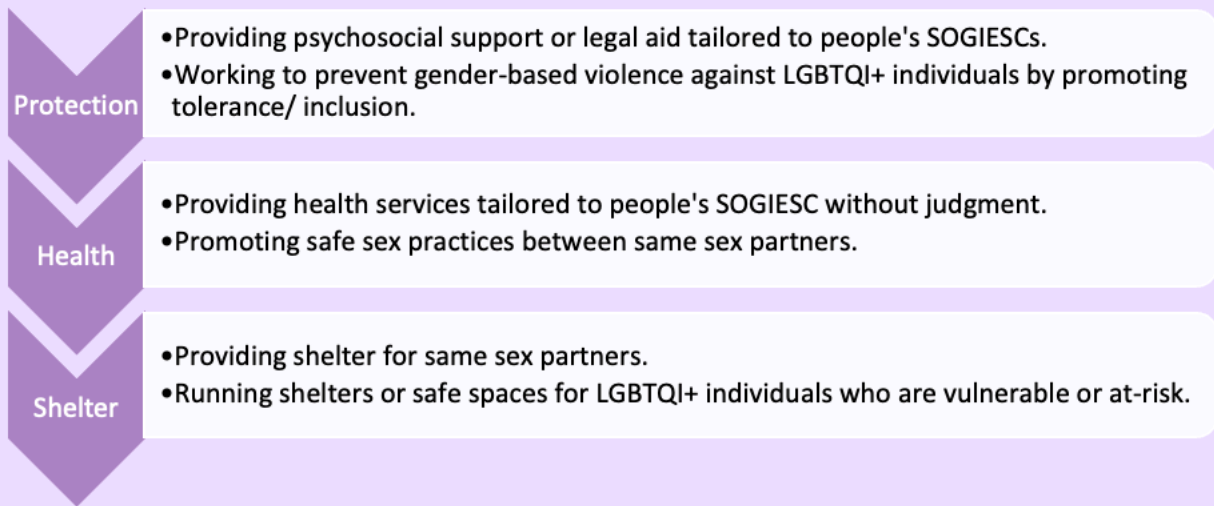 Protection
•Providing psychosocial support or legal aid tailored to people's SOGIESCs.
•Working to prevent gender-based violence against LGBTQI+ individuals by promoting
tolerance/ inclusion.
Health
•Providing health services tailored to people's SOGIESC without judgment.
•Promoting safe sex practices between same sex partners.
Shelter
•Providing shelter for same sex partners.
•Running shelters or safe spaces for LGBTQI+ individuals who are vulnerable or at-risk.